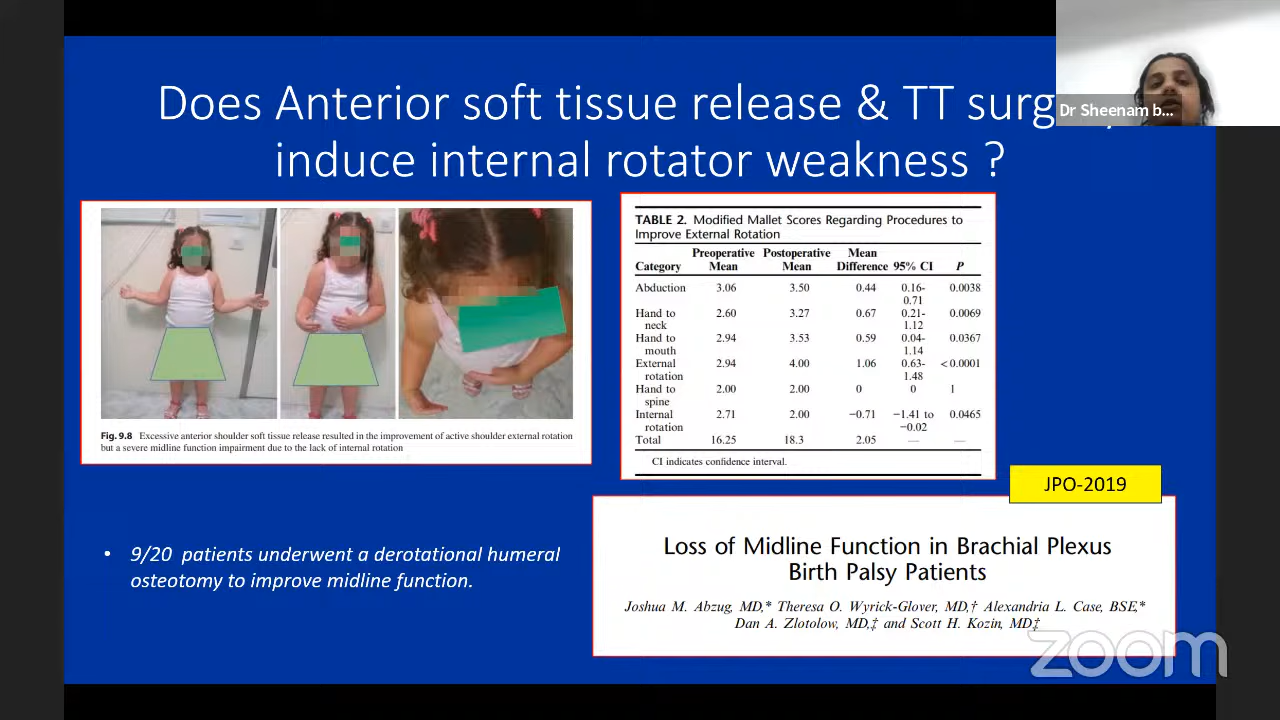 Does Anterior soft tissue release & TT
induce internal rotator weakness ?
Dr Sheenam b...
Fig.9.8 Excessive anterior shoulder soft tissue release resulted in the improvement of active shoulder external rotation
but a severe midline function impairment due to the lack of internal rotation
TABLE 2. Modified Mallet Scores Regarding Procedures to
Improve External Rotation
Preoperative Postoperative Mean
Category Mean Mean Difference 95% CI P
Abduction 3.06 3.50 0.44 0.16- 0.0038
0.71
Hand to 2.60 3.27 0.67 0.21- 0.0069
neck 1.12
Hand to 2.94 3.53 0.59 0.04- 0.0367
mouth 1.14
External 2.94 4.00 1.06 0.63- <0.0001
rotation 1.48
Hand to 2.00 2.00 0 0 1
spine
Internal 2.71 2.00 −0.71 −1.41 to 0.0465
rotation −0.02
Total 16.25 18.3 2.05 — —
CI indicates confidence interval.
JPO-2019
Loss of Midline Function in Brachial Plexus
Birth Palsy Patients
Joshua M. Abzug, MD,* Theresa O. Wyrick-Glover, MD,† Alexandria L. Case, BSE,*
Dan A. Zlotolow, MD,‡ and Scott H. Kozin, MD‡
• 9/20 patients underwent a derotational humeral
osteotomy to improve midline function.
zoom